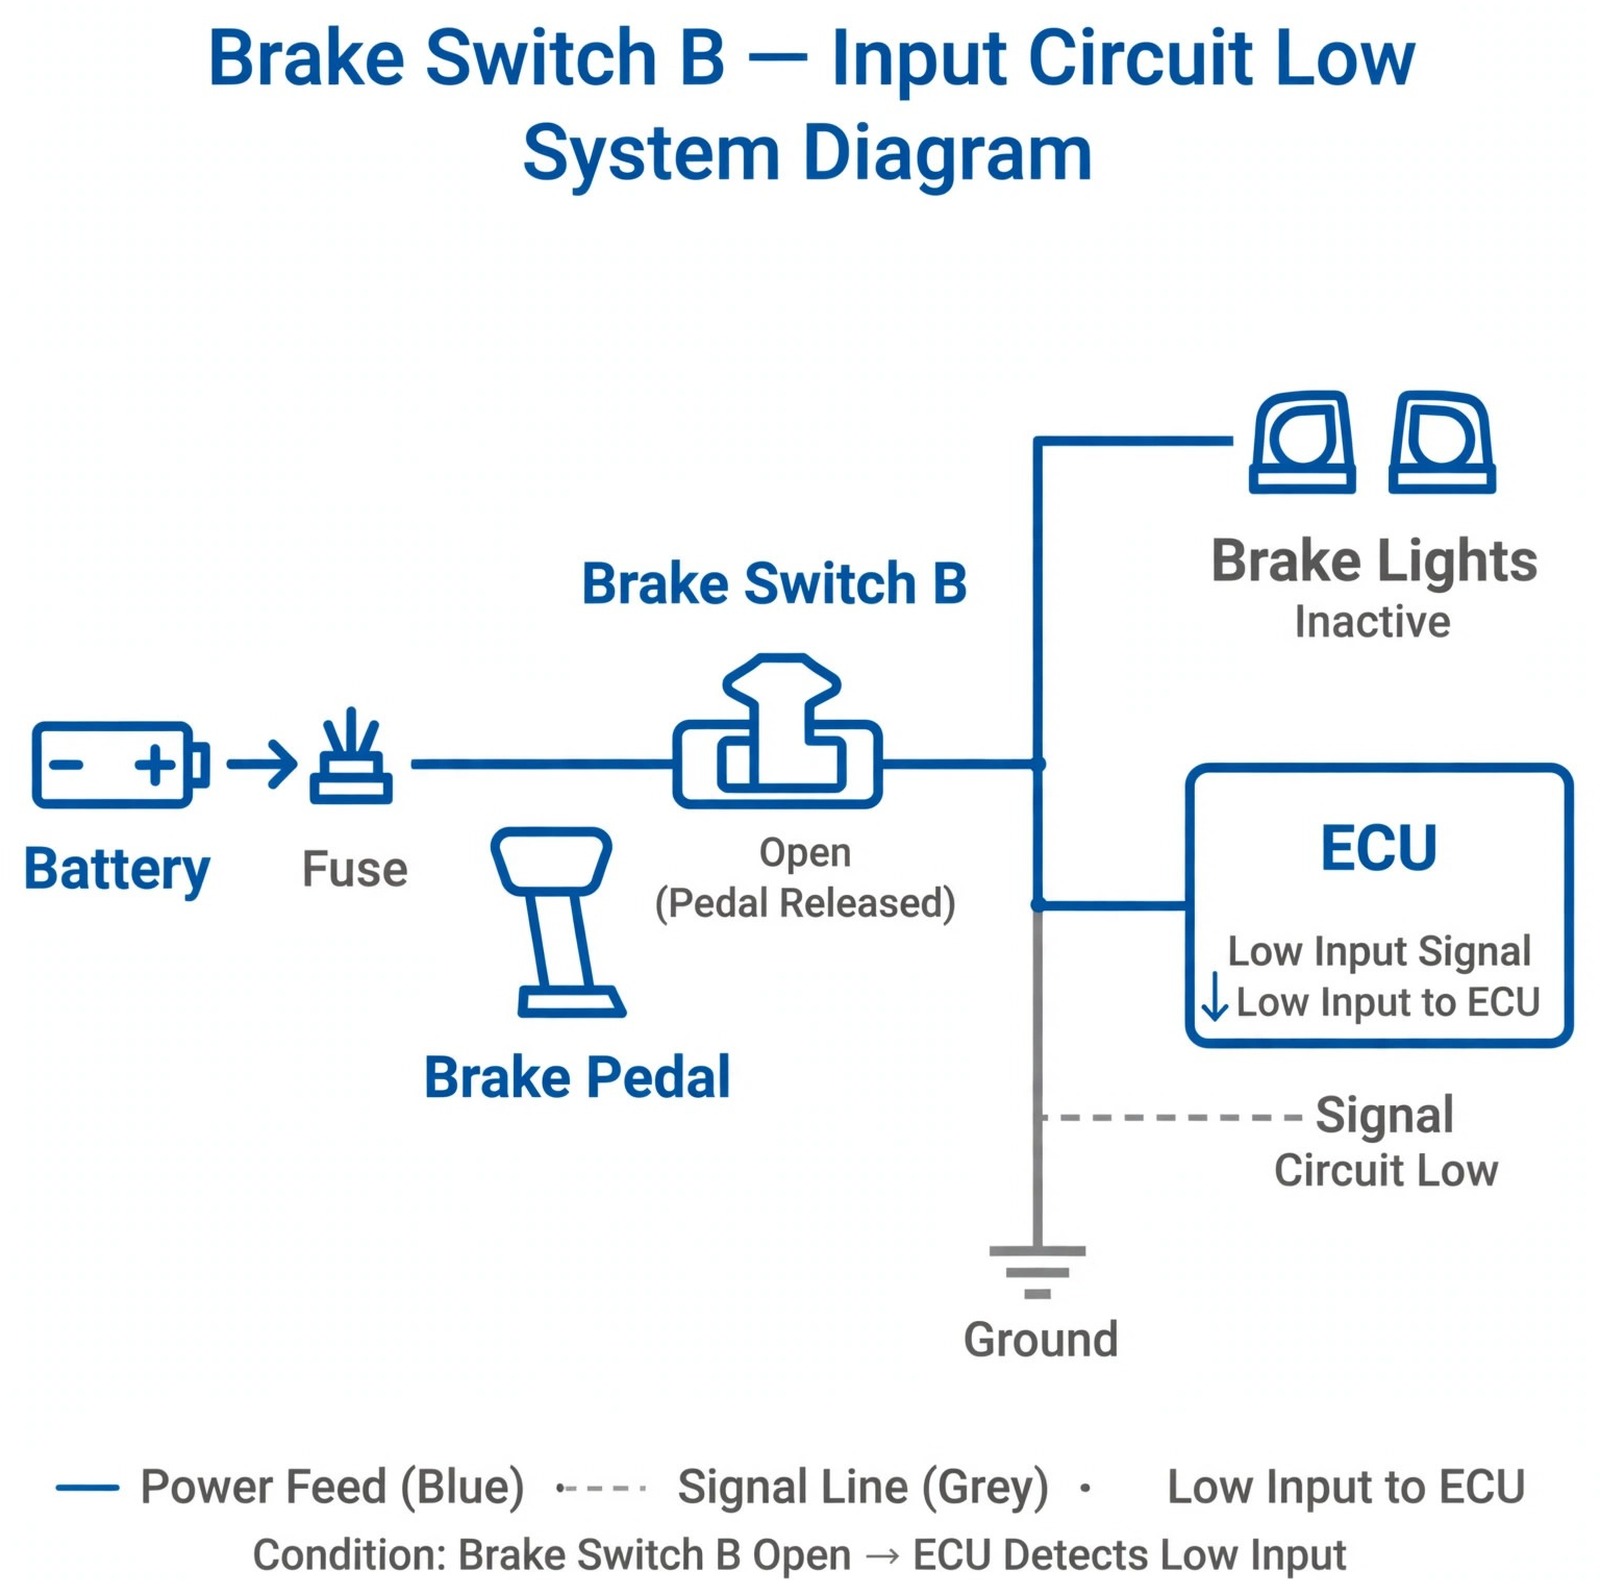 Brake Switch B — Input Circuit Low
System Diagram
Brake Lights
Inactive
Brake Switch B
Open
(Pedal Released)
Battery
Fuse
Brake Pedal
ECU
Low Input Signal
↓ Low Input to ECU
Signal
Circuit Low
Ground
Power Feed (Blue)
Signal Line (Grey) •
Low Input to ECU
Condition: Brake Switch B Open → ECU Detects Low Input